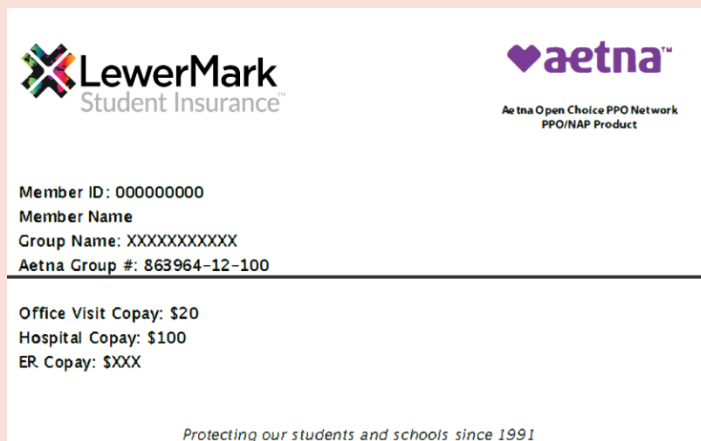 LewerMark
Student Insurance™
aetna™
Aetna Open Choice PPO Network
PPO/NAP Product
Member ID: 000000000
Member Name
Group Name: XXXXXXXXXXX
Aetna Group #: 863964-12-100
Office Visit Copay: $20
Hospital Copay: $100
ER Copay: $XXX
Protecting our students and schools since 1991